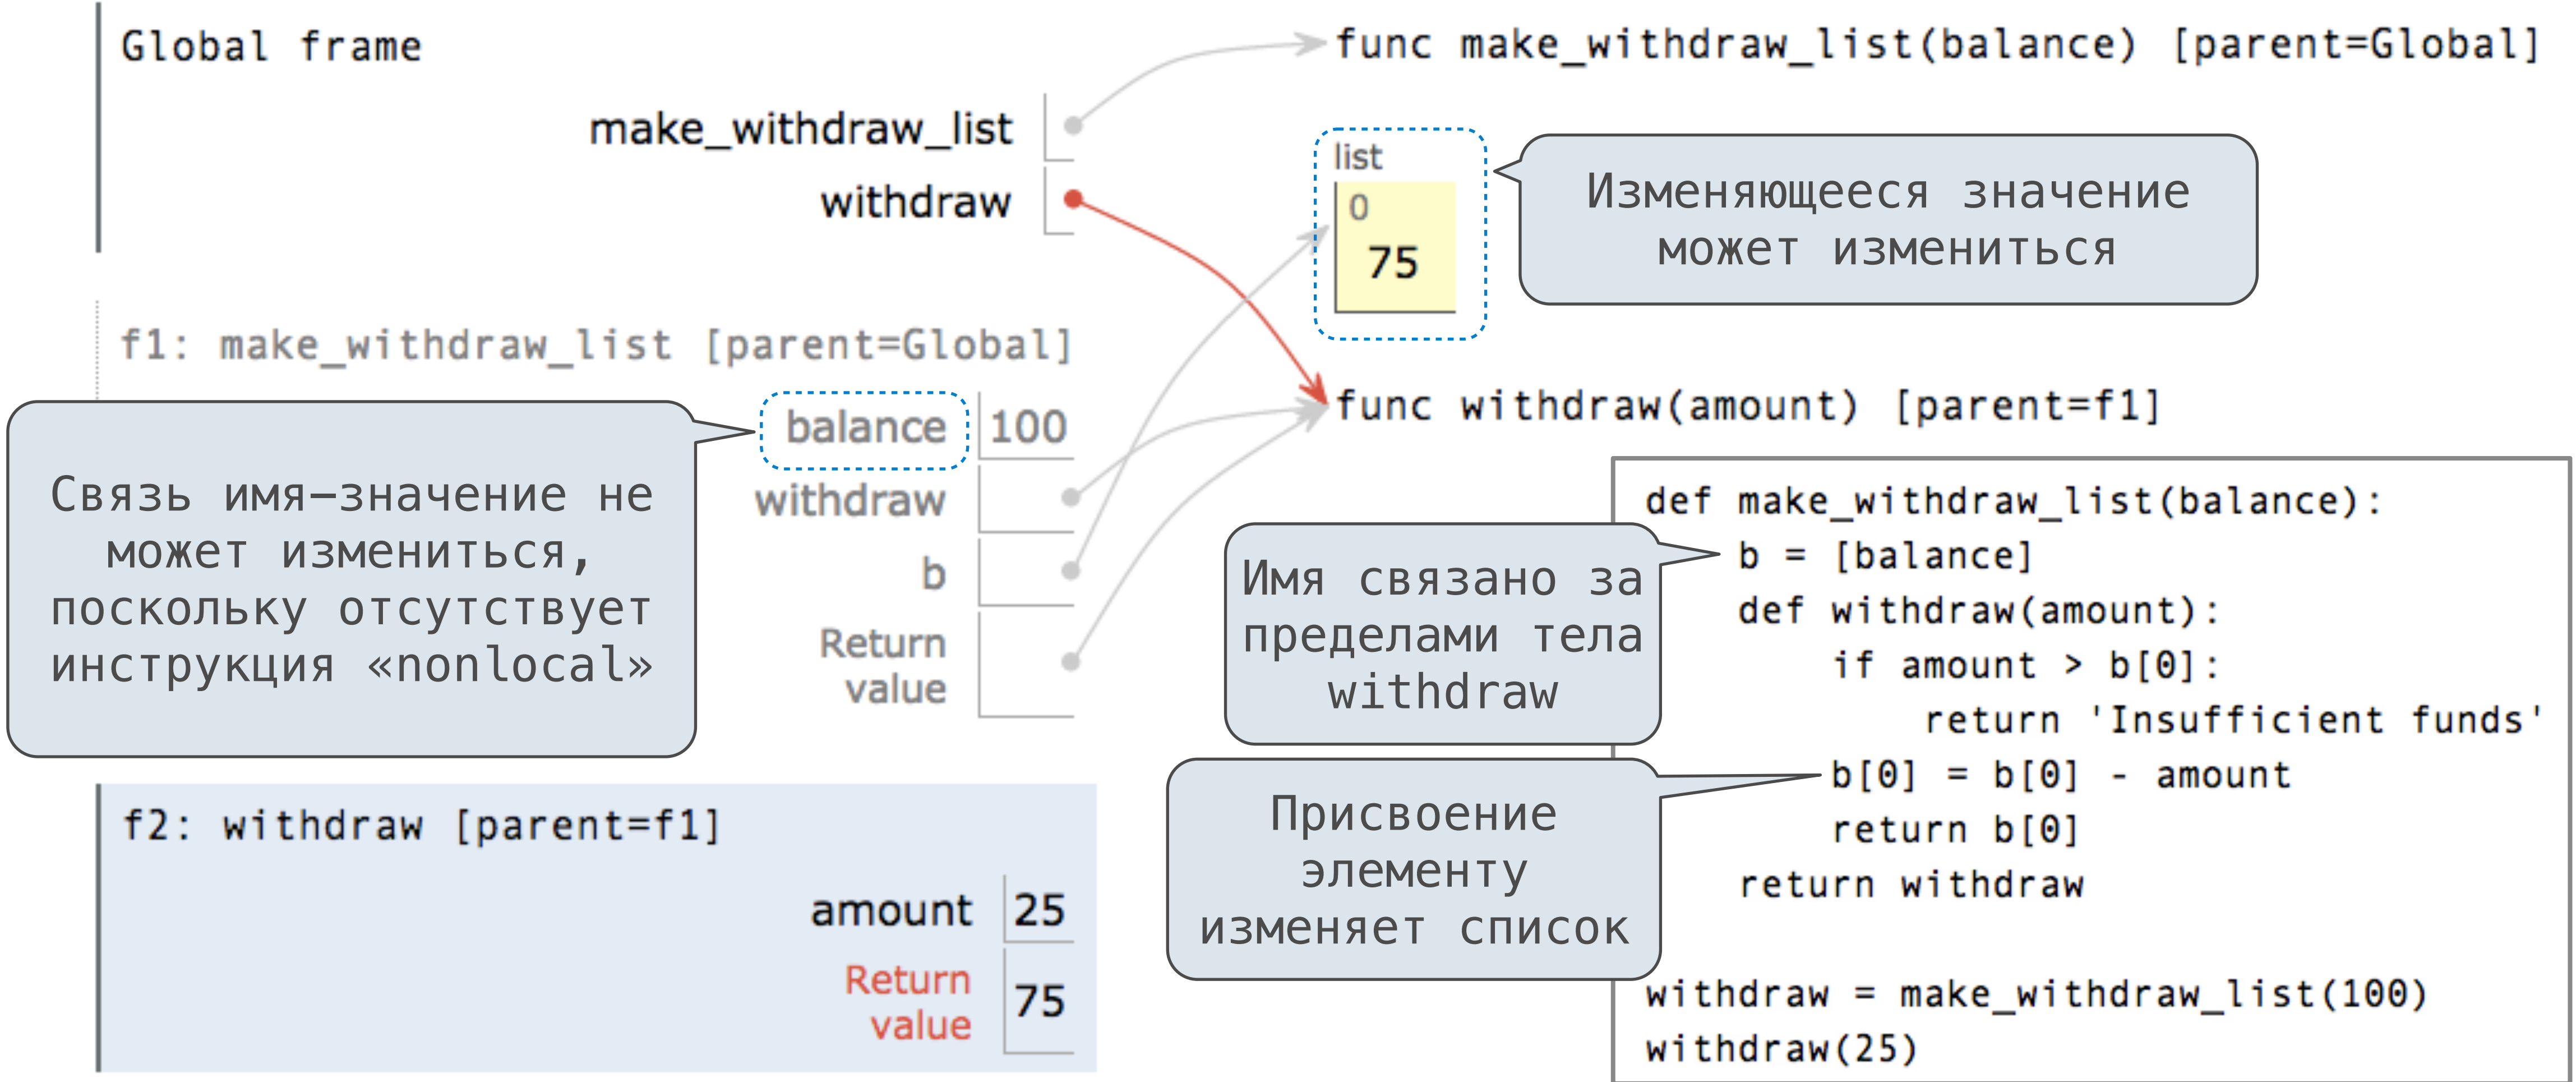 Global frame
make_withdraw_list
withdraw
func make_withdraw_list(balance) [parent=Global]
list
0
75
Изменяющееся значение
может измениться
f1: make_withdraw_list [parent=Global]
balance 100
withdraw
b
Return
value
func withdraw(amount) [parent=f1]
Связь имя–значение не
может измениться,
поскольку отсутствует
инструкция «nonlocal»
f2: withdraw [parent=f1]
amount 25
Return
value 75
Имя связано за
пределами тела
withdraw
Присвоение
элементу
изменяет список
def make_withdraw_list(balance):
    b = [balance]
    def withdraw(amount):
        if amount > b[0]:
            return 'Insufficient funds'
        b[0] = b[0] - amount
        return b[0]
    return withdraw
withdraw = make_withdraw_list(100)
withdraw(25)